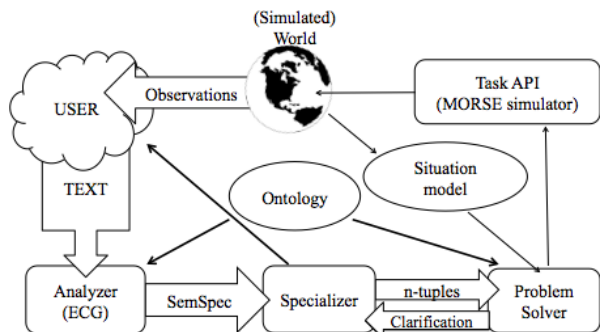 (Simulated)
World
USER
Observations
Task API
(MORSE simulator)
TEXT
Ontology
Situation
model
Analyzer
(ECG)
SemSpec
Specializer
n-tuples
Clarification
Problem
Solver